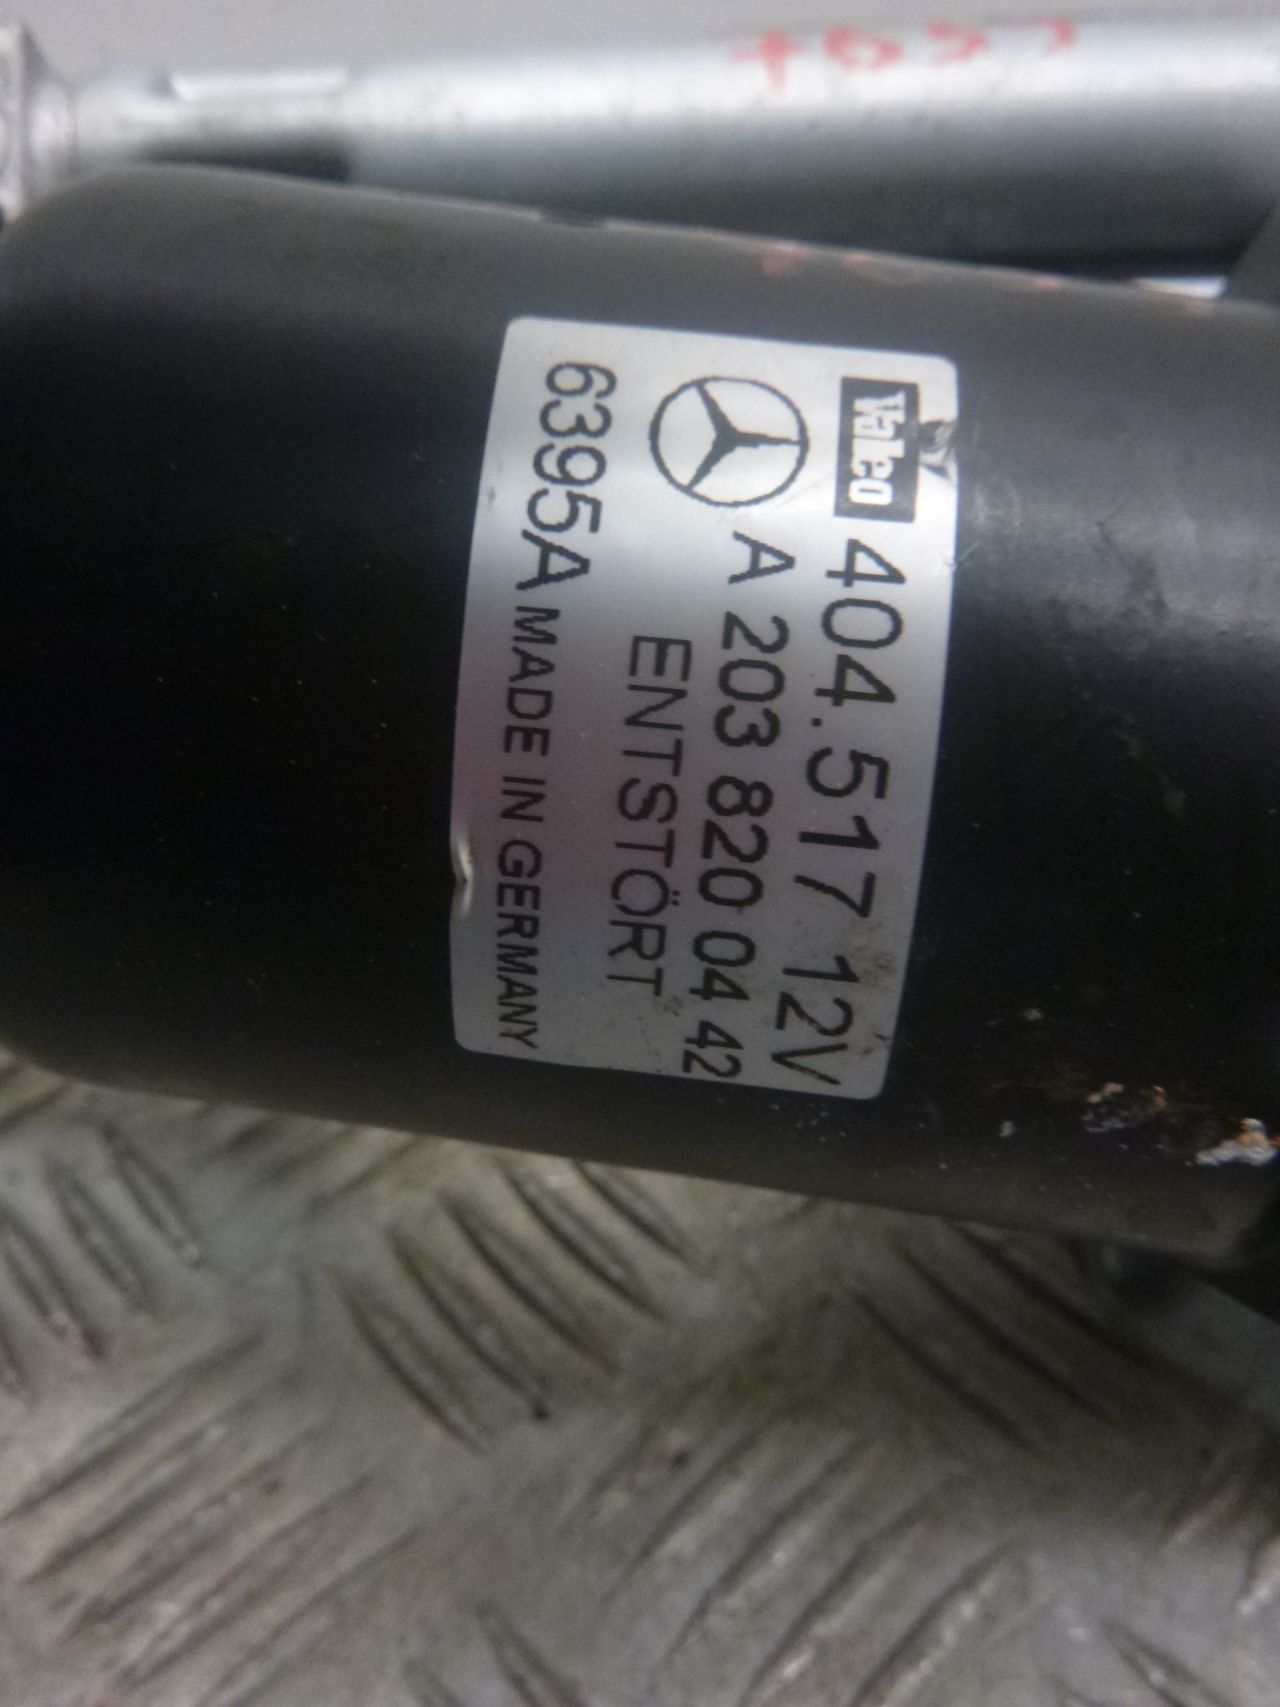 Valeo 404.517 12V
A 203 820 04 42
ENTSTÖRT
6395A MADE IN GERMANY